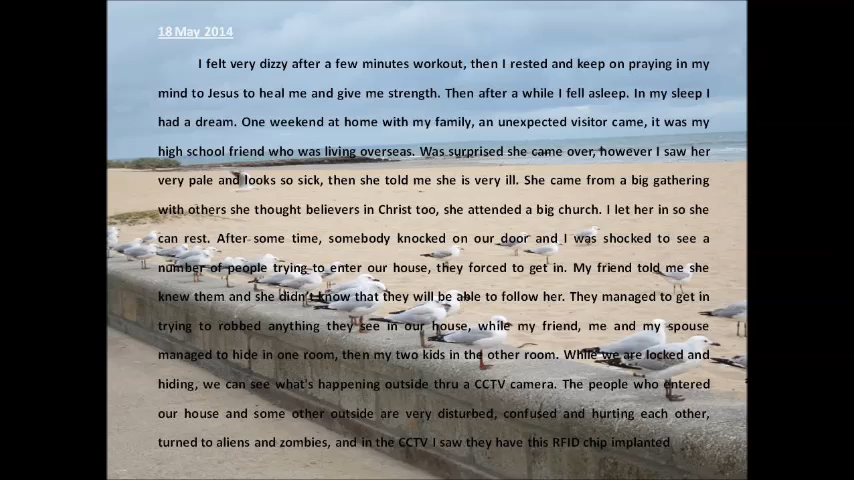 18 May 2014
I felt very dizzy after a few minutes workout, then I rested and keep on praying in my
mind to Jesus to heal me and give me strength. Then after a while I fell asleep. In my sleep I
had a dream. One weekend at home with my family, an unexpected visitor came, it was my
high school friend who was living overseas. Was surprised she came over, however I saw her
very pale and looks so sick, then she told me she is very ill. She came from a big gathering
with others she thought believers in Christ too, she attended a big church. I let her in so she
can rest. After some time, somebody knocked on our door and I was shocked to see a
number of people trying to enter our house, they forced to get in. My friend told me she
knew them and she didn't know that they will be able to follow her. They managed to get in
trying to robbed anything they see in our house, while my friend, me and my spouse
managed to hide in one room, then my two kids in the other room. While we are locked and
hiding, we can see what's happening outside thru a CCTV camera. The people who entered
our house and some other outside are very disturbed, confused and hurting each other,
turned to aliens and zombies, and in the CCTV I saw they have this RFID chip implanted